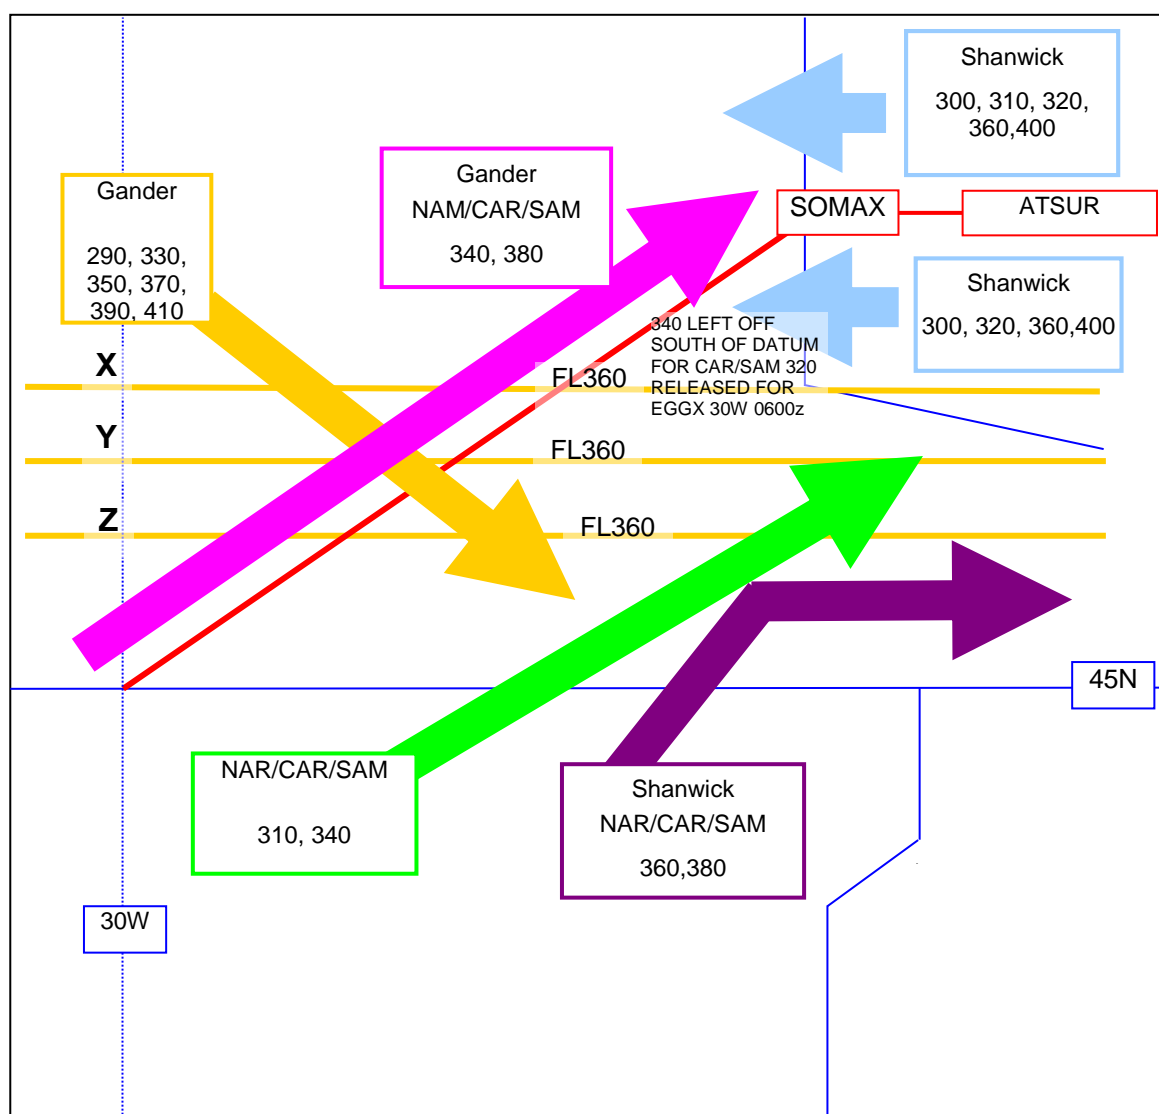 Shanwick
300, 310, 320,
360,400
Gander
NAM/CAR/SAM
340, 380
Gander
290, 330,
350, 370,
390, 410
SOMAX
ATSUR
Shanwick
300, 320, 360,400
340 LEFT OFF
SOUTH OF DATUM
FOR CAR/SAM 320
RELEASED FOR
EGGX 30W 0600z
X
FL360
Y
FL360
Z
FL360
45N
NAR/CAR/SAM
310, 340
Shanwick
NAR/CAR/SAM
360,380
30W